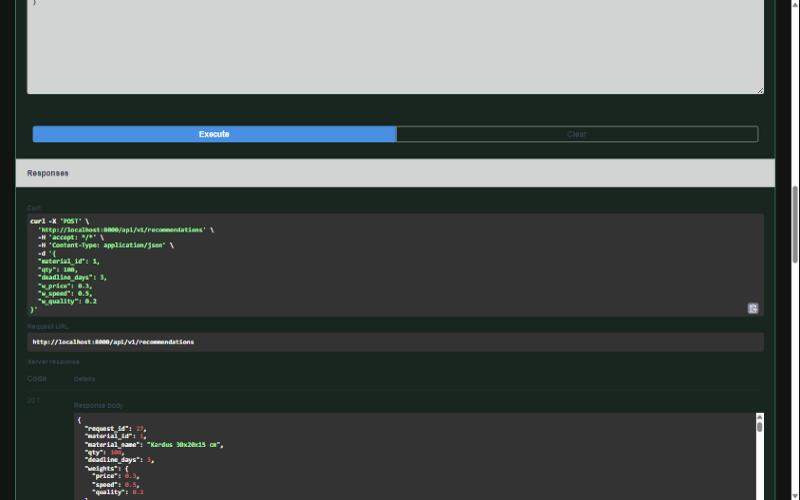 }
Execute
Clear
Responses
Curl
curl -X 'POST' \
'http://localhost:8000/api/v1/recommendations' \
-H 'accept: */*' \
-H 'Content-Type: application/json' \
-d '{
"material_id": 1,
"qty": 100,
"deadline_days": 3,
"w_price": 0.3,
"w_speed": 0.5,
"w_quality": 0.2
}'
Request URL
http://localhost:8000/api/v1/recommendations
Server response
Code Details
201
Response body
{
"request_id": 27,
"material_id": 1,
"material_name": "Kardus 30x20x15 cm",
"qty": 100,
"deadline_days": 3,
"weights": {
"price": 0.3,
"speed": 0.5,
"quality": 0.2